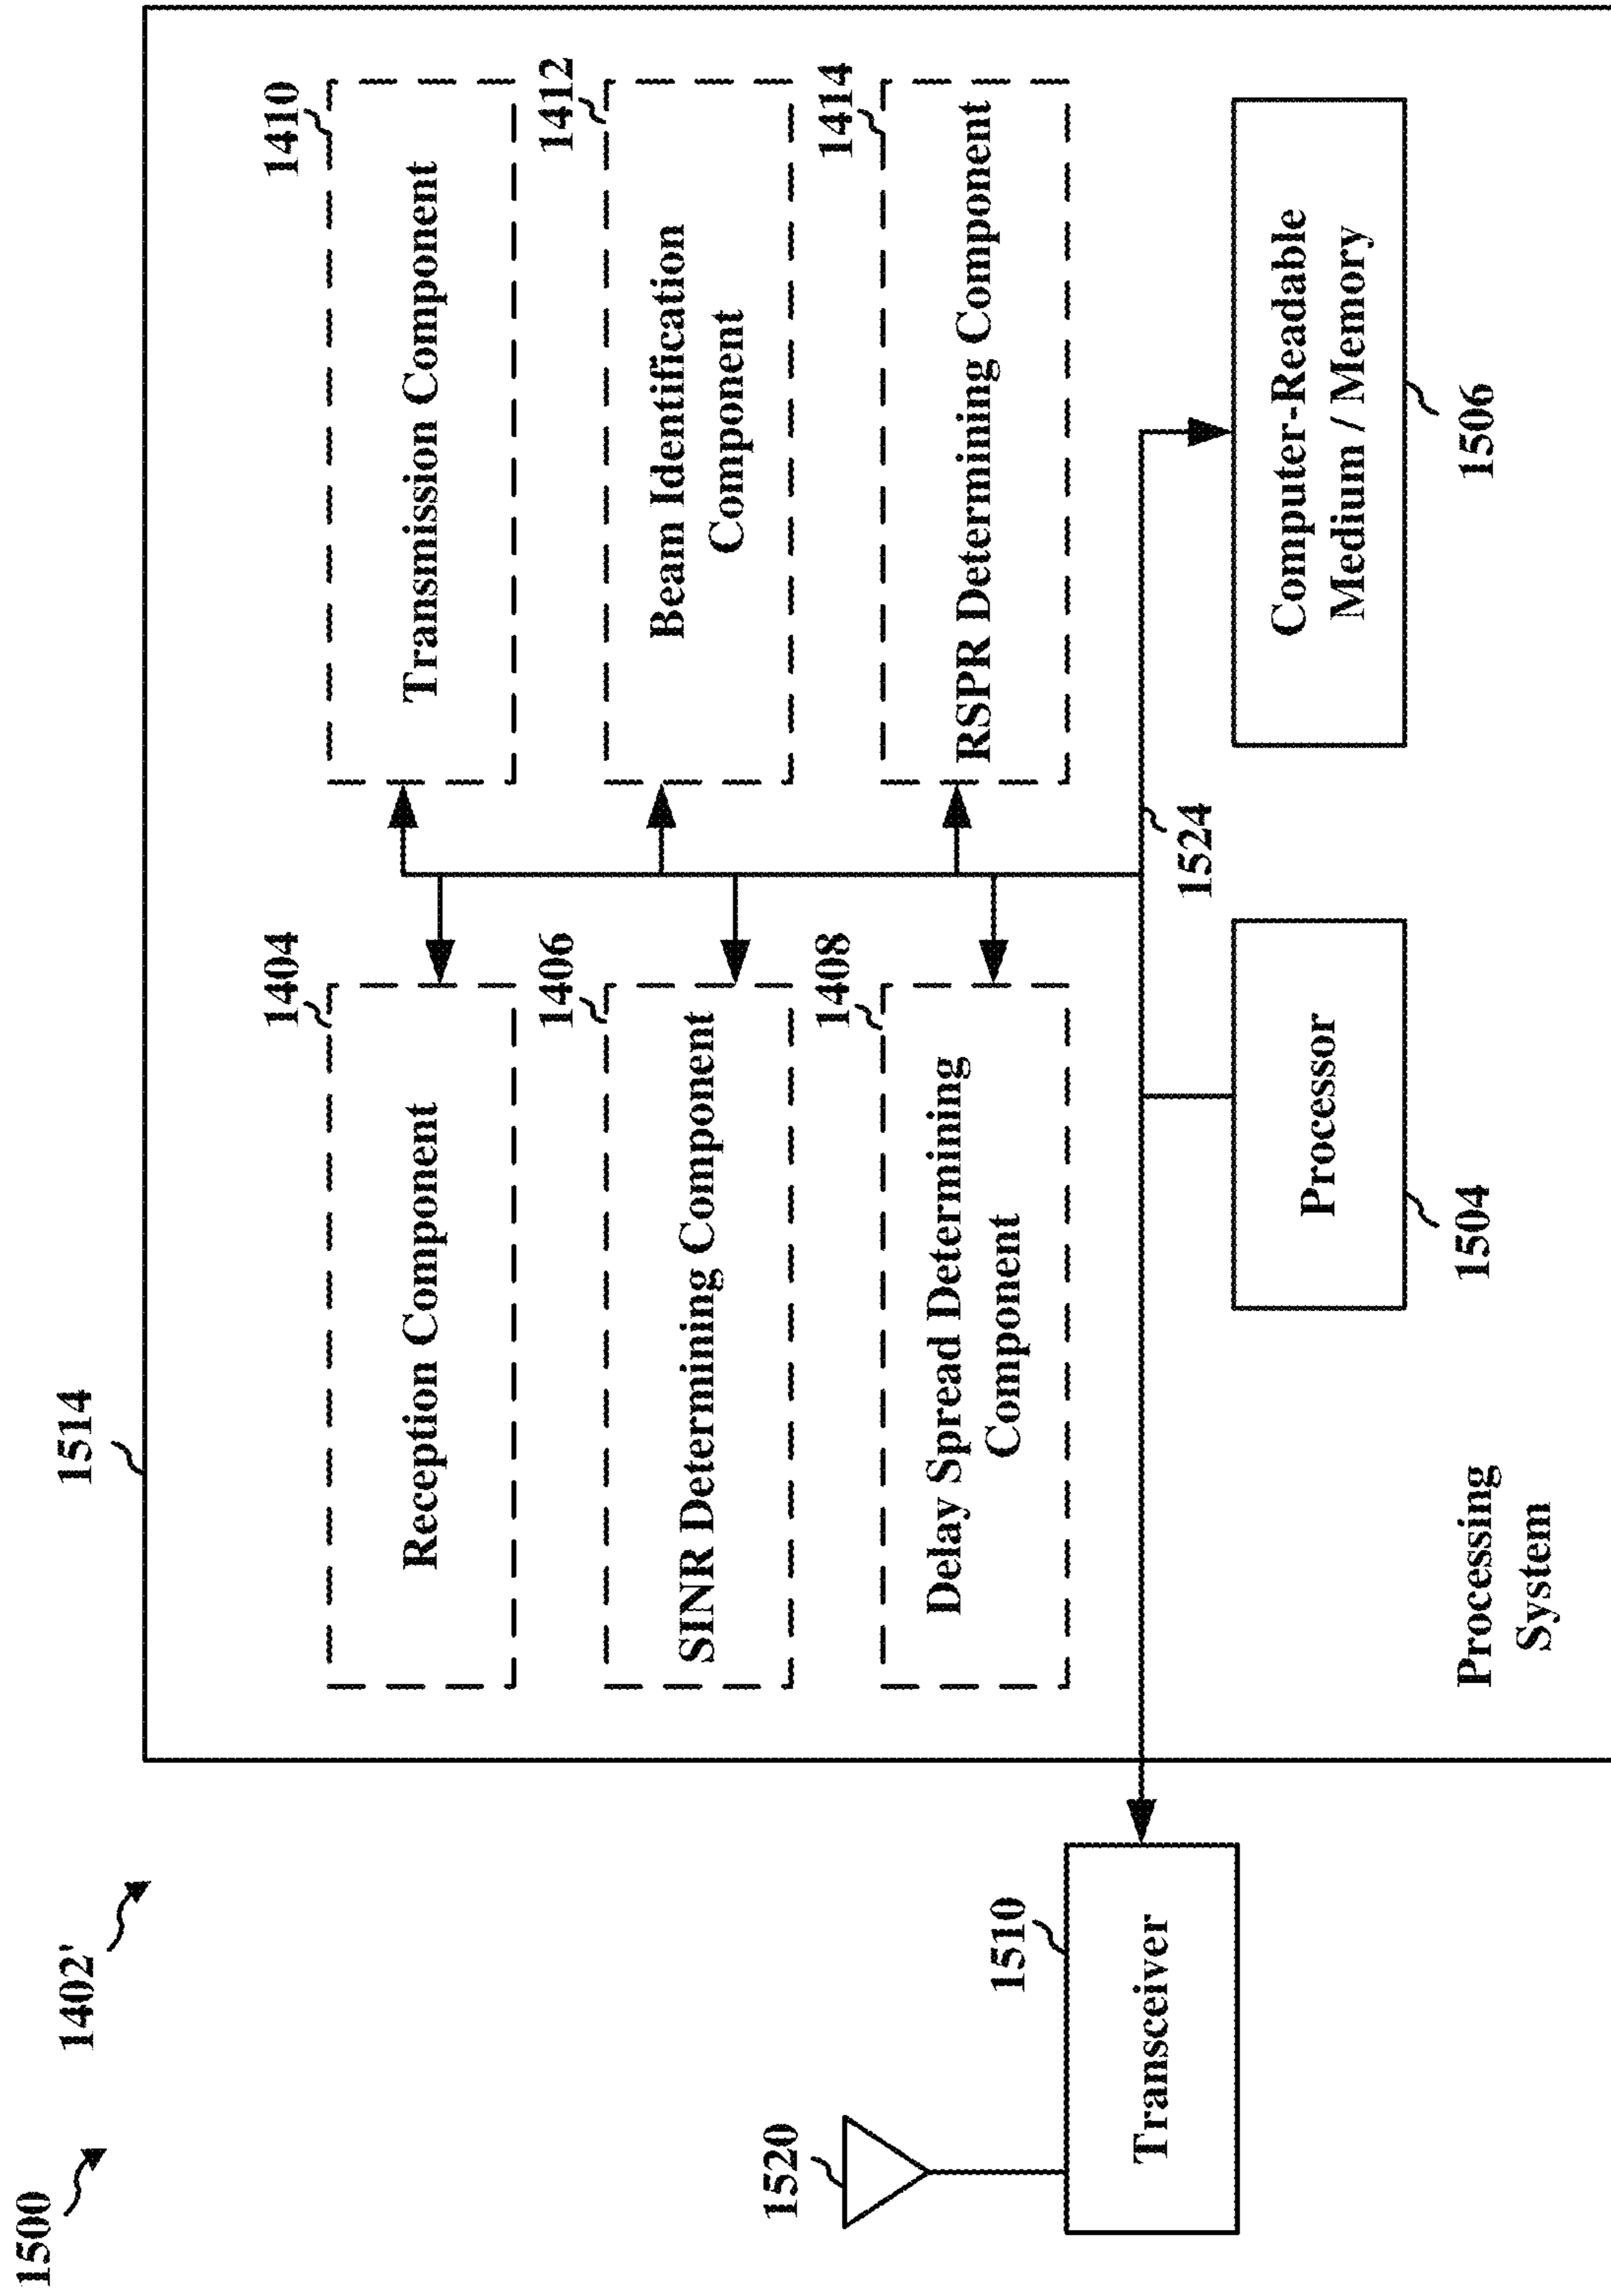 1500
1402'
1514
1404
Reception Component
1410
Transmission Component
1406
SINR Determining Component
1412
Beam Identification
Component
1408
Delay Spread Determining
Component
1414
RSPR Determining Component
1520
1510
Transceiver
1524
Processor
1504
Computer-Readable
Medium / Memory
1506
Processing
System